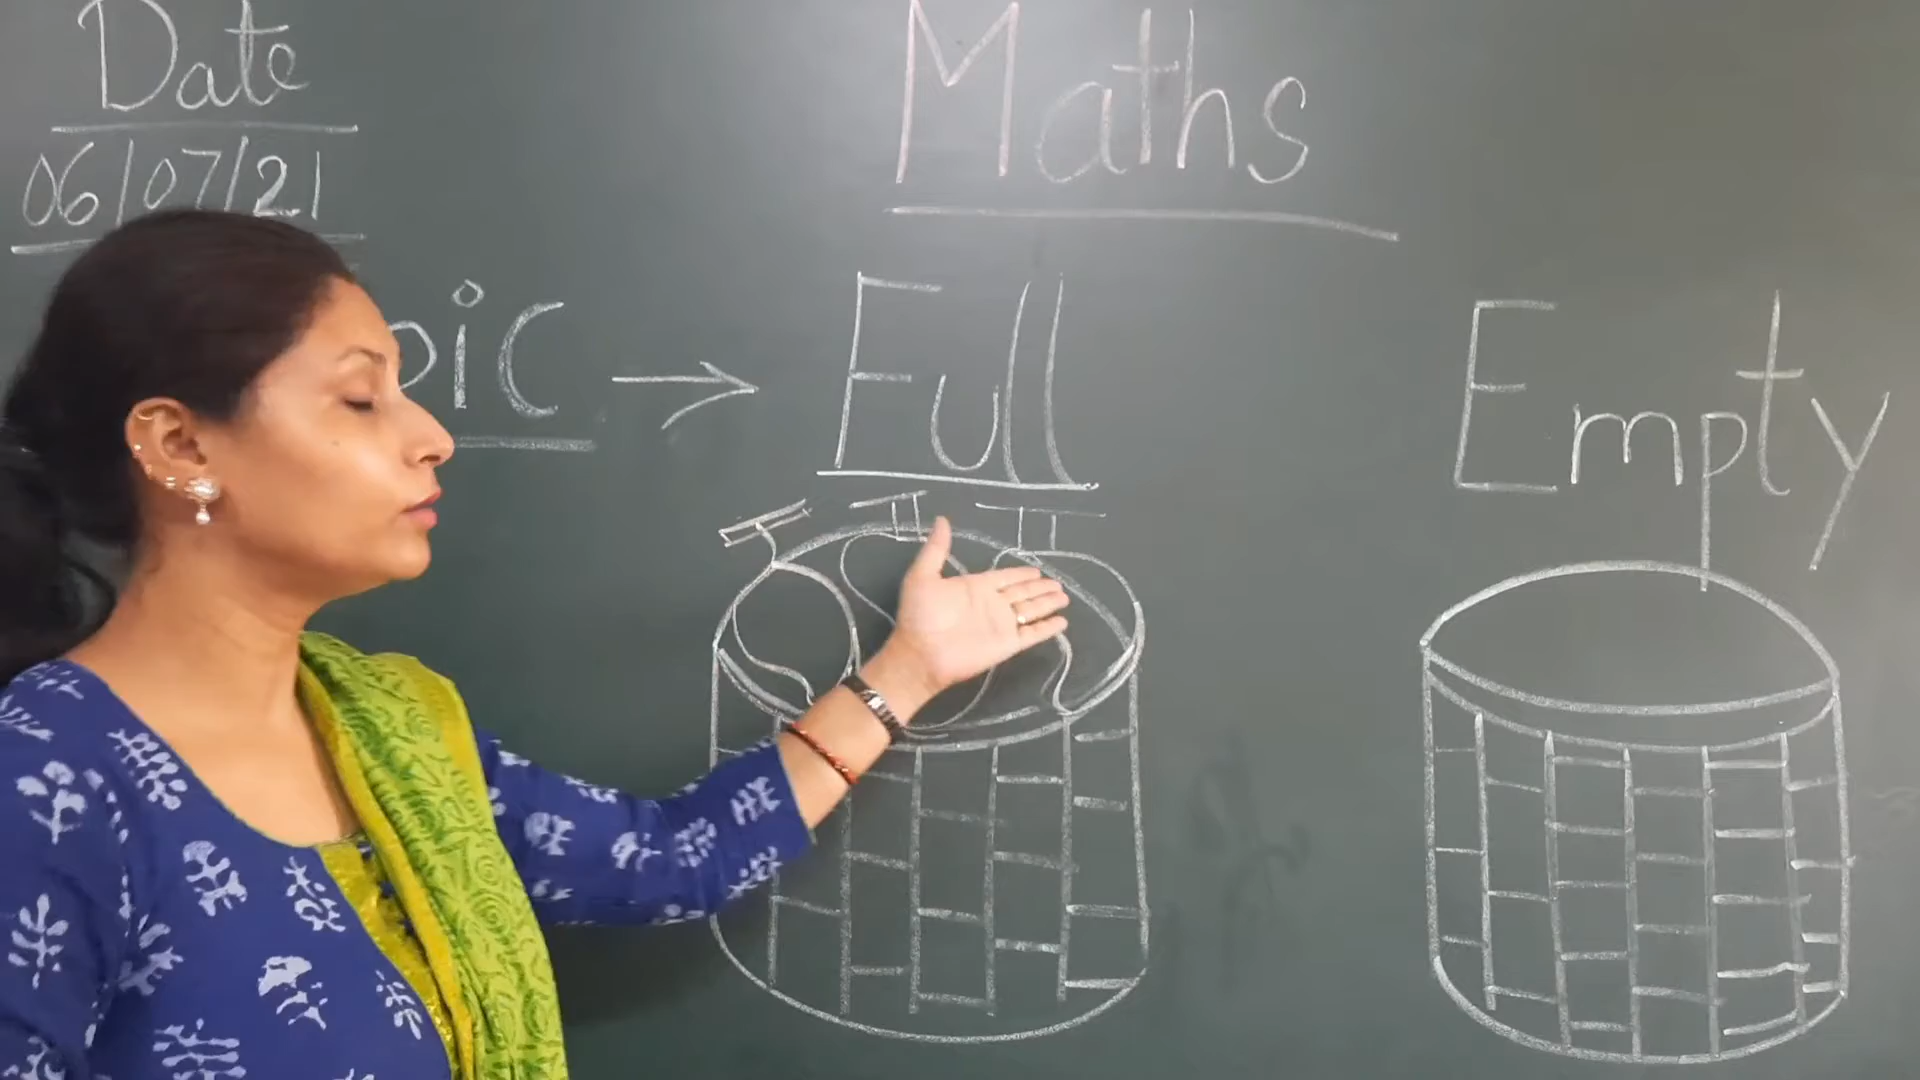 Date
06/07/21
Maths
pic → Full
Empty